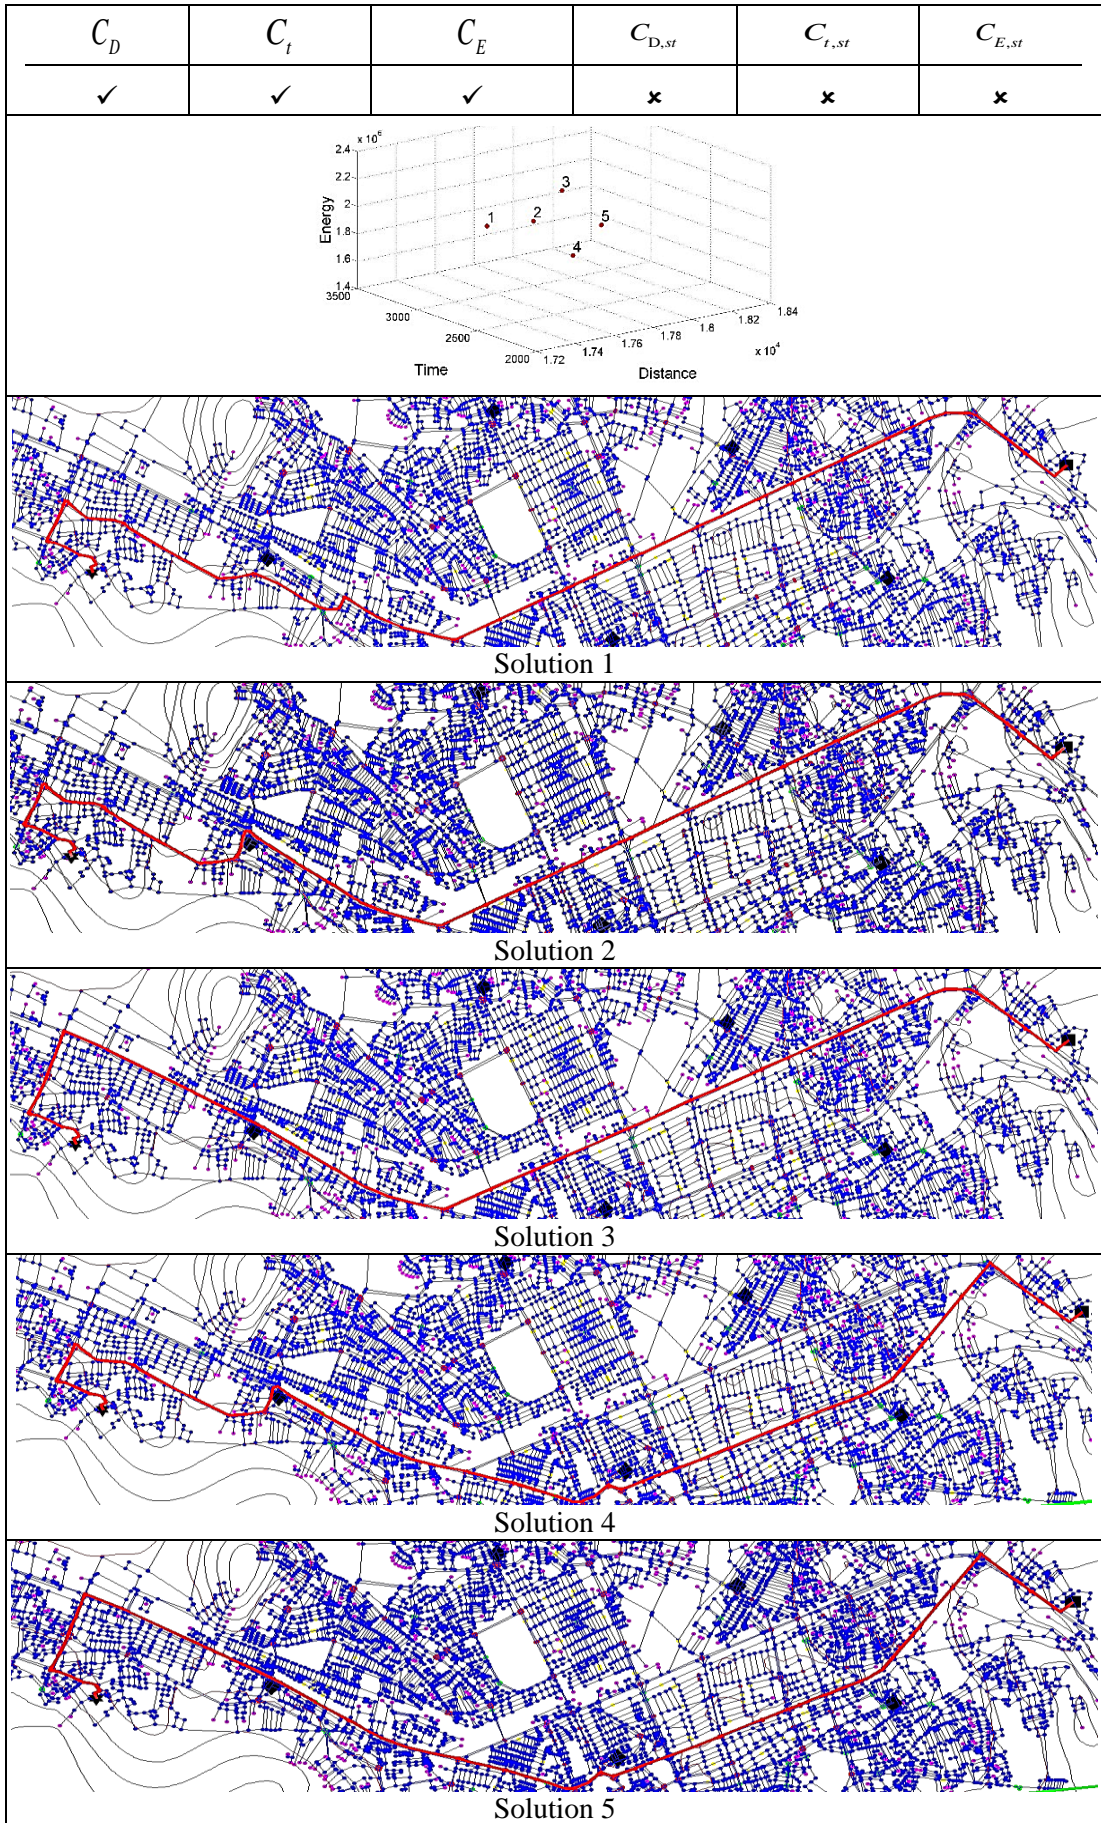 C_D C_t C_E C_{D,st} C_{t,st} C_{E,st}
✓ ✓ ✓ ✘ ✘ ✘
x 10^6
2.4
2.2
2
1.8
1.6
1.4
Energy
1
2
3
4
5
3500
3000
2500
2000
Time
1.72
1.74
1.76
1.78
1.8
1.82
1.84
x 10^4
Distance
Solution 1
Solution 2
Solution 3
Solution 4
Solution 5